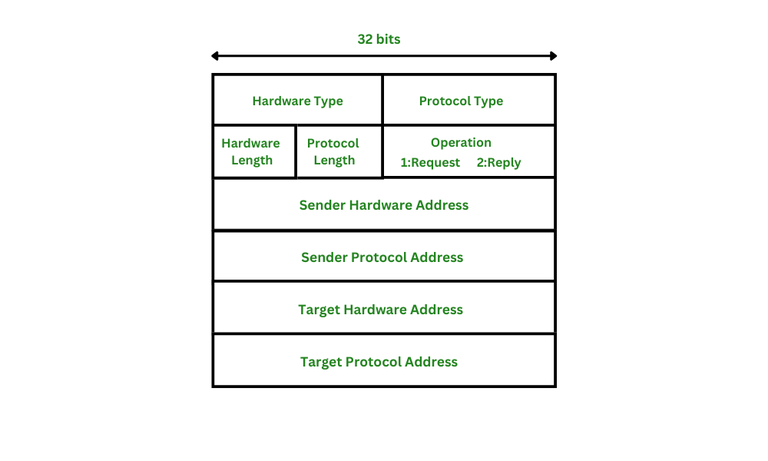 32 bits
Hardware Type
Protocol Type
Hardware
Length
Protocol
Length
Operation
1:Request 2:Reply
Sender Hardware Address
Sender Protocol Address
Target Hardware Address
Target Protocol Address